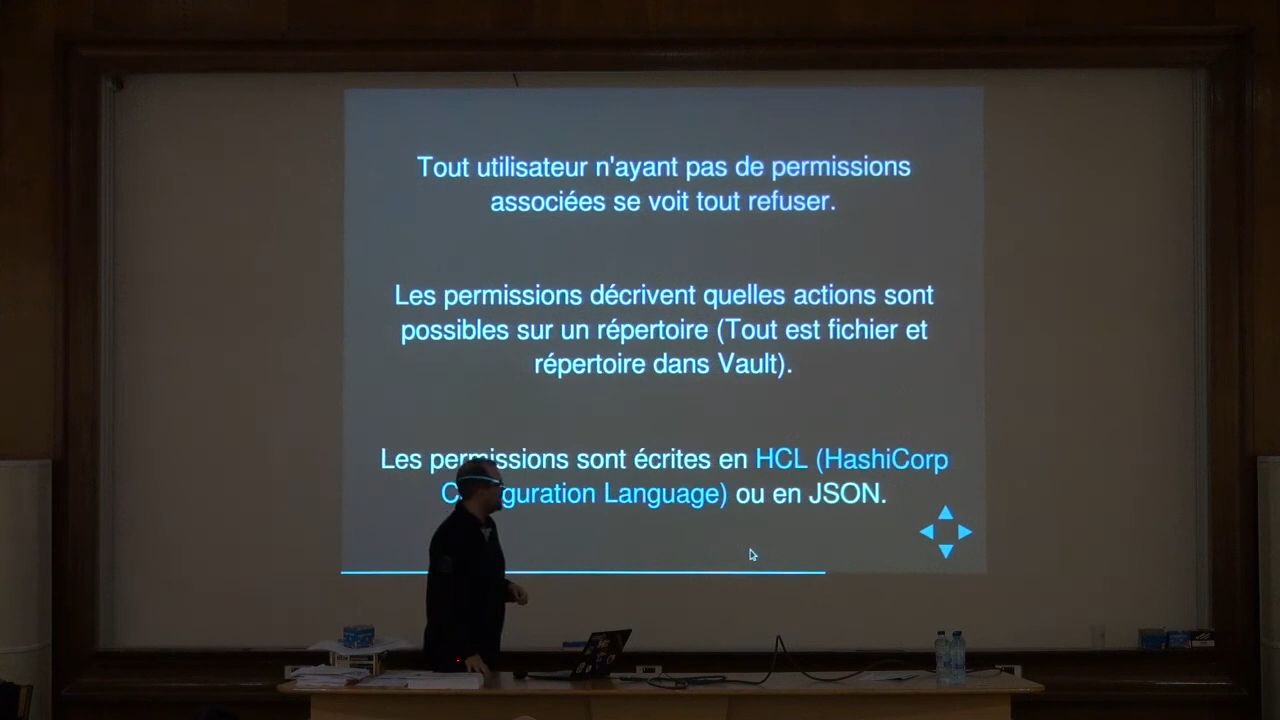 Tout utilisateur n'ayant pas de permissions
associées se voit tout refuser.
Les permissions décrivent quelles actions sont
possibles sur un répertoire (Tout est fichier et
répertoire dans Vault).
Les permissions sont écrites en HCL (HashiCorp
Configuration Language) ou en JSON.